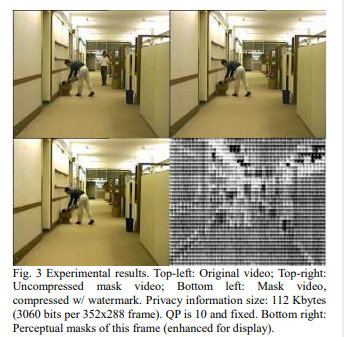 Fig. 3 Experimental results. Top-left: Original video; Top-right:
Uncompressed mask video; Bottom left: Mask video,
compressed w/ watermark. Privacy information size: 112 Kbytes
(3060 bits per 352x288 frame). QP is 10 and fixed. Bottom right:
Perceptual masks of this frame (enhanced for display).